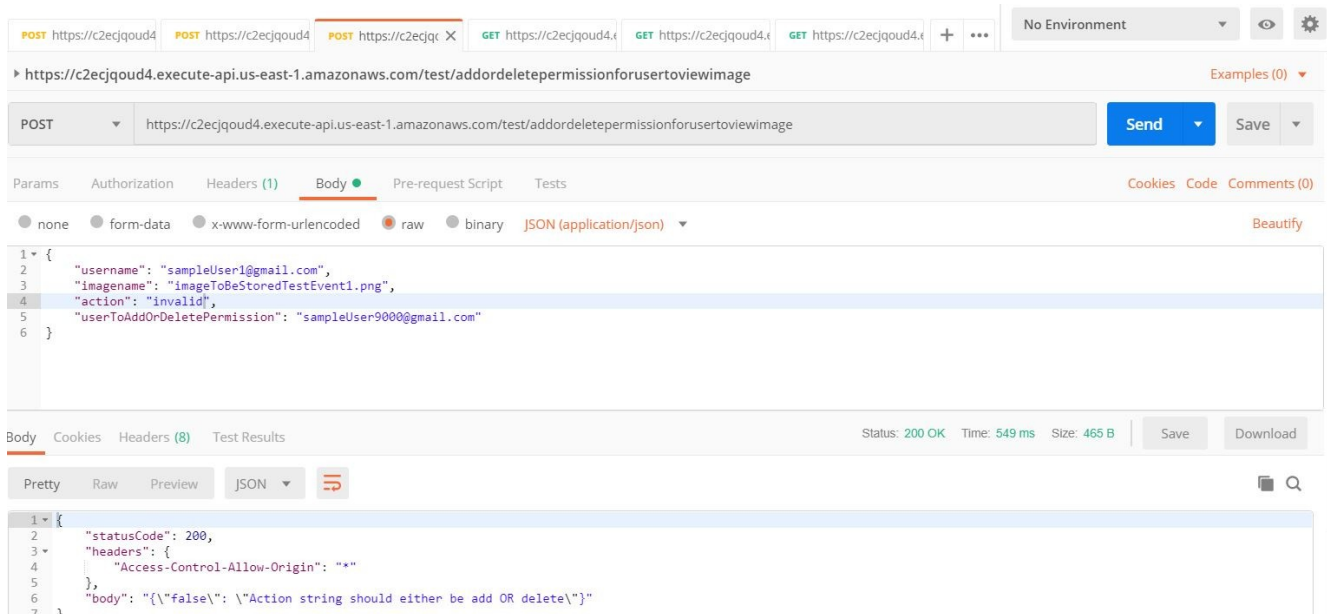 POST https://c2ecjqoud4 POST https://c2ecjqoud4 POST https://c2ecjqc GET https://c2ecjqoud4.e GET https://c2ecjqoud4.e GET https://c2ecjqoud4.e No Environment
https://c2ecjqoud4.execute-api.us-east-1.amazonaws.com/test/addordeletepermissionforusertoviewimage Examples (0)
POST https://c2ecjqoud4.execute-api.us-east-1.amazonaws.com/test/addordeletepermissionforusertoviewimage Send Save
Params Authorization Headers (1) Body Pre-request Script Tests Cookies Code Comments (0)
none form-data x-www-form-urlencoded raw binary JSON (application/json) Beautify
1 {
2 "username": "sampleUser1@gmail.com",
3 "imagename": "imageToBeStoredTestEvent1.png",
4 "action": "invalid",
5 "userToAddOrDeletePermission": "sampleUser9000@gmail.com"
6 }
Body Cookies Headers (8) Test Results Status: 200 OK Time: 549 ms Size: 465 B Save Download
Pretty Raw Preview JSON
1 {
2 "statusCode": 200,
3 "headers": {
4 "Access-Control-Allow-Origin": "*"
5 },
6 "body": "{\"false\": \"Action string should either be add OR delete\"}"
7 }